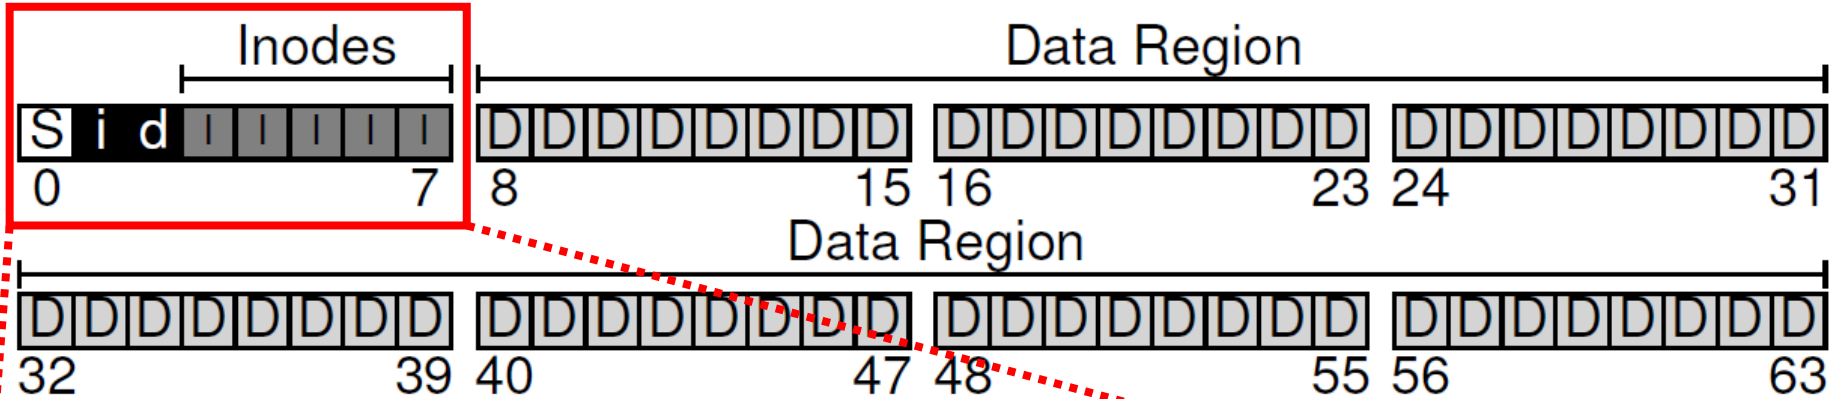 Inodes Data Region
S i d I I I I I D D D D D D D D D D D D D D D D D D D D D D D D
0 7 8 15 16 23 24 31
Data Region
D D D D D D D D D D D D D D D D D D D D D D D D D D D D D D D D
32 39 40 47 48 55 56 63